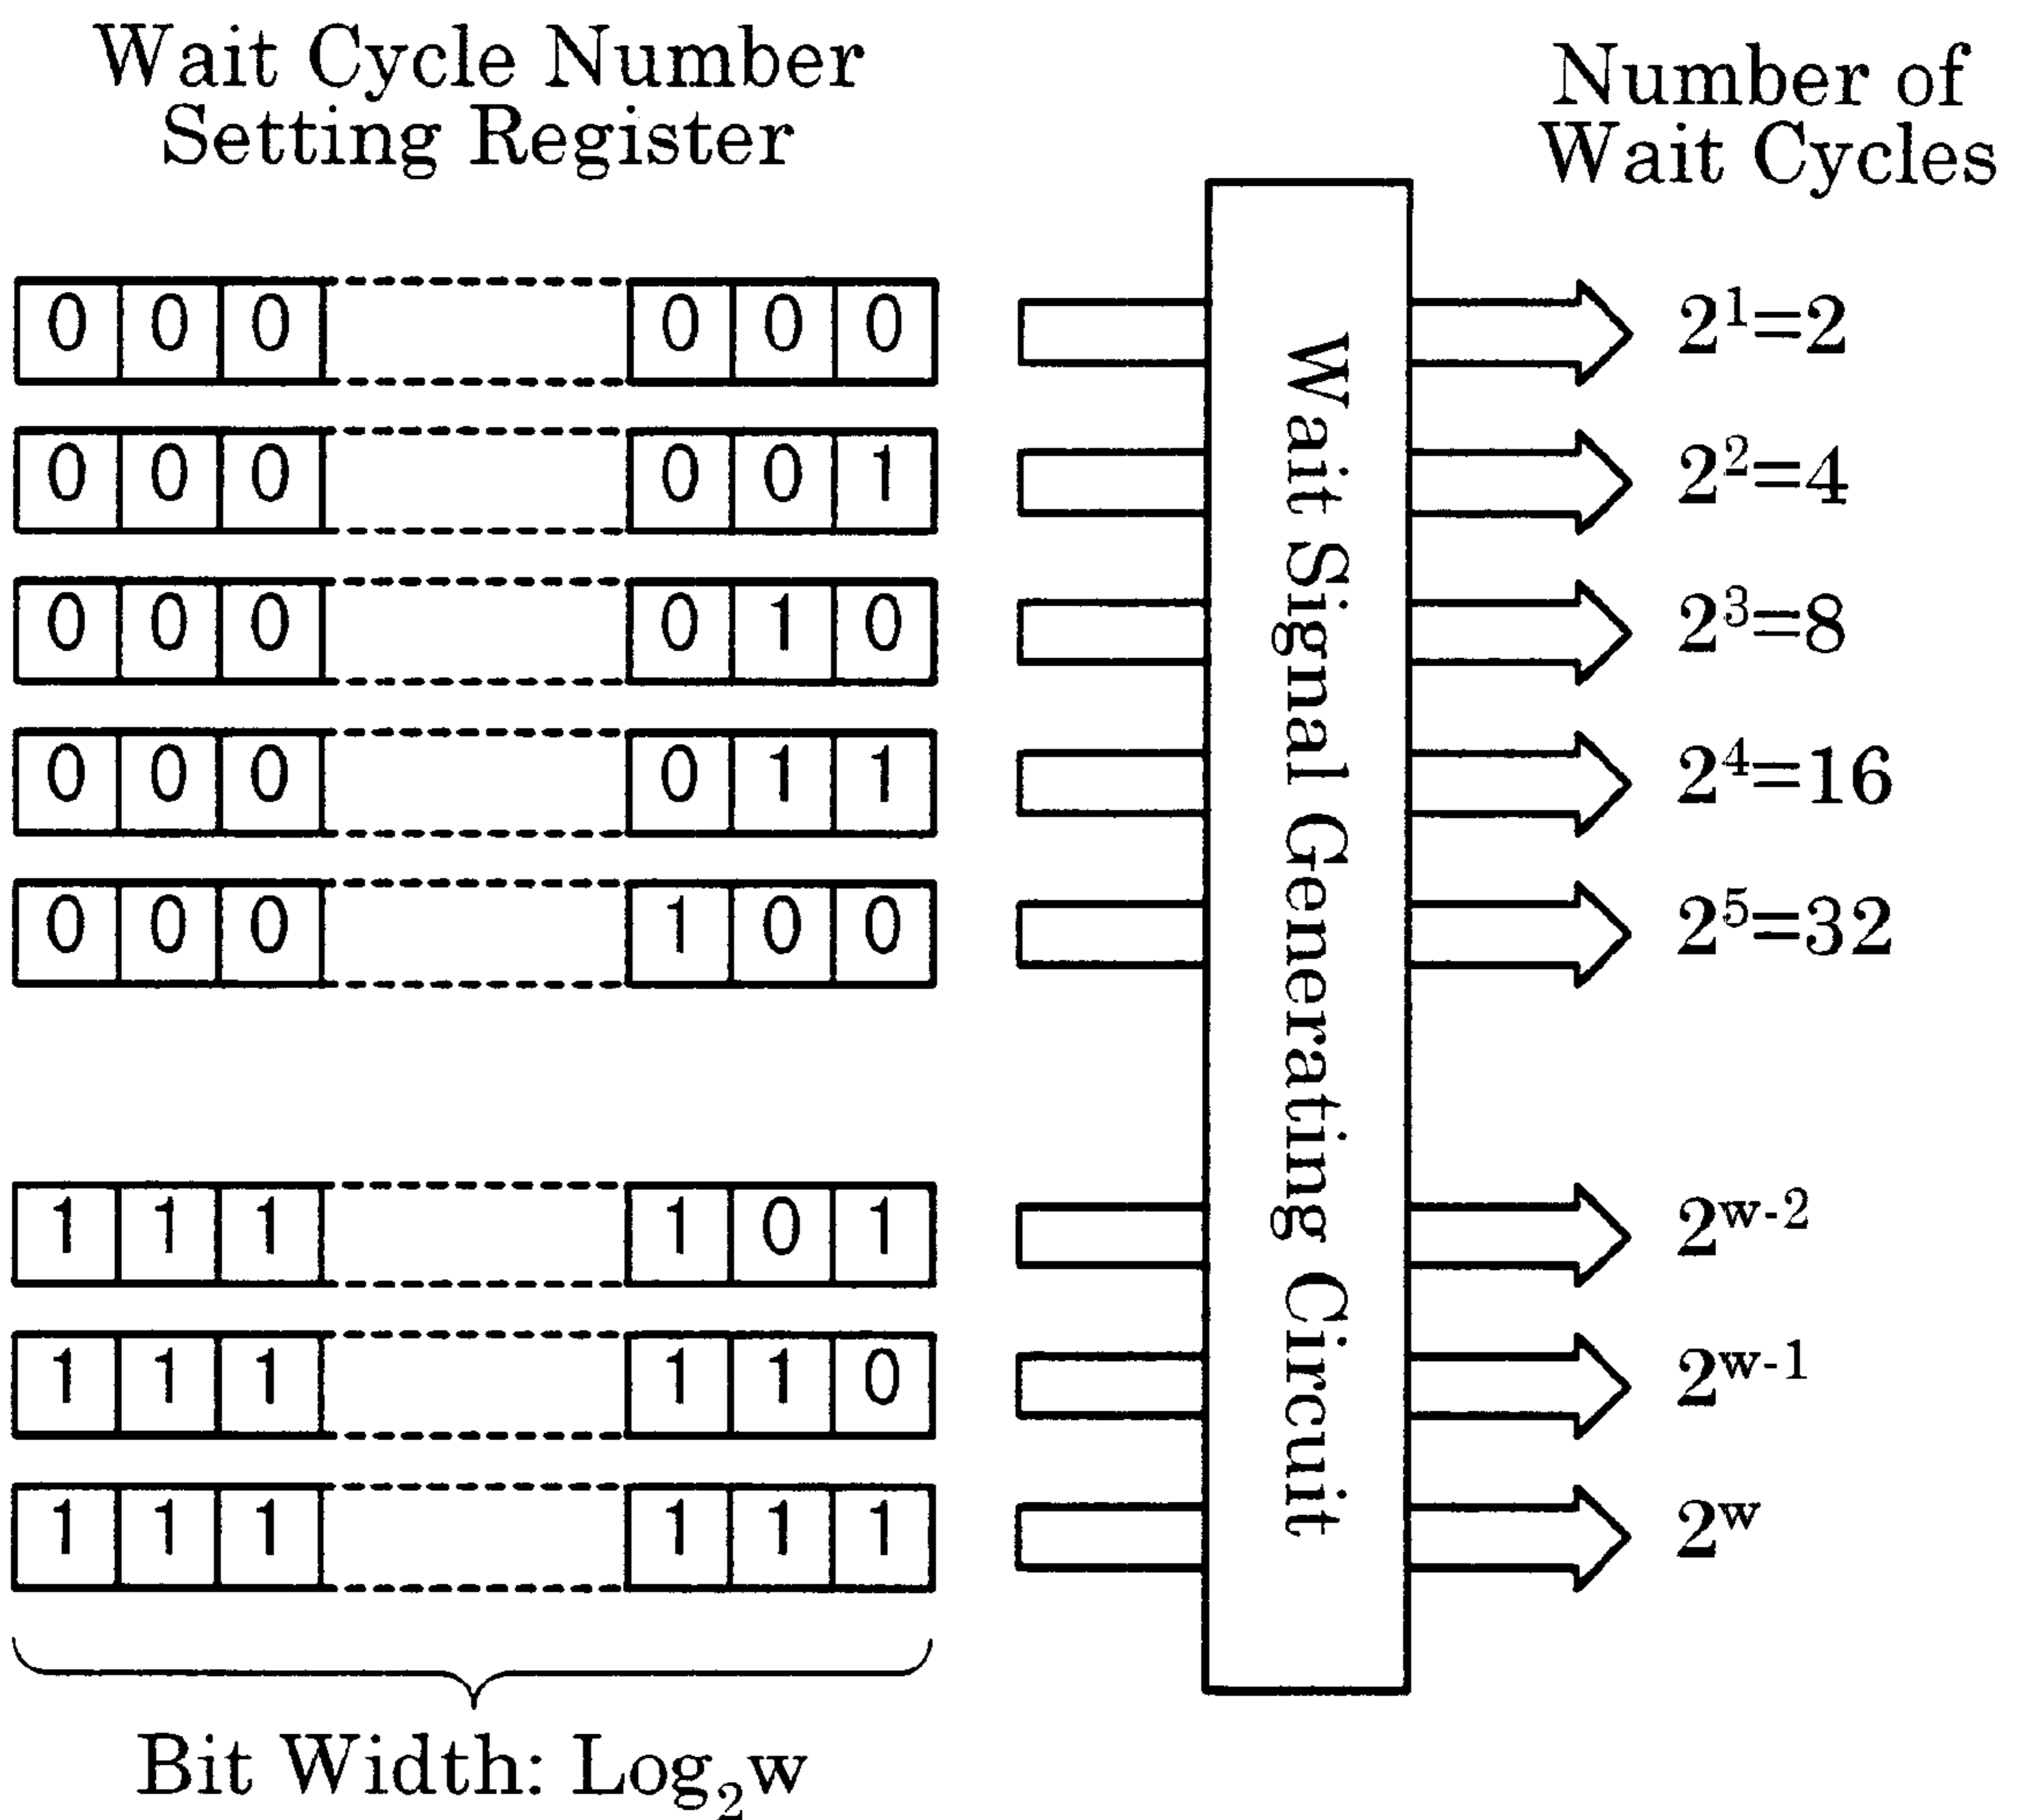 Wait Cycle Number
Setting Register
Number of
Wait Cycles
0 0 0 0 0 0 2¹=2
0 0 0 0 0 1 2²=4
0 0 0 0 1 0 2³=8
0 0 0 0 1 1 2⁴=16
0 0 0 1 0 0 2⁵=32
1 1 1 1 0 1 2ʷ⁻²
1 1 1 1 1 0 2ʷ⁻¹
1 1 1 1 1 1 2ʷ
Wait Signal Generating Circuit
Bit Width: Log₂w